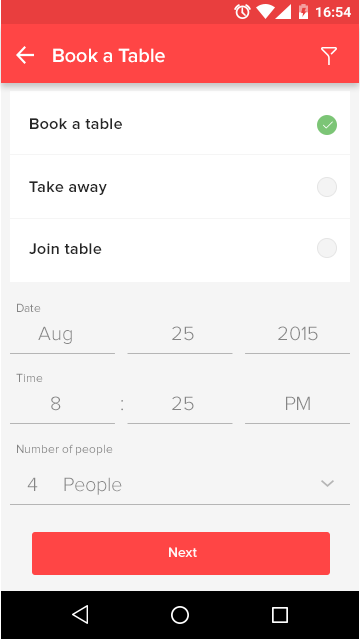 16:54
Book a Table
Book a table
Take away
Join table
Date
Aug 25 2015
Time
8 : 25 PM
Number of people
4 People
Next